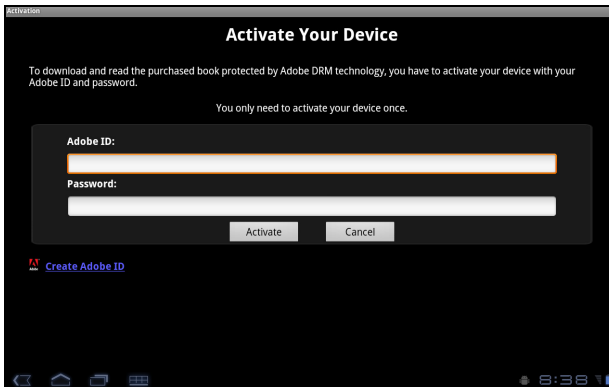 Activation
Activate Your Device
To download and read the purchased book protected by Adobe DRM technology, you have to activate your device with your
Adobe ID and password.
You only need to activate your device once.
Adobe ID:
Password:
Activate Cancel
Adobe Create Adobe ID
8:38